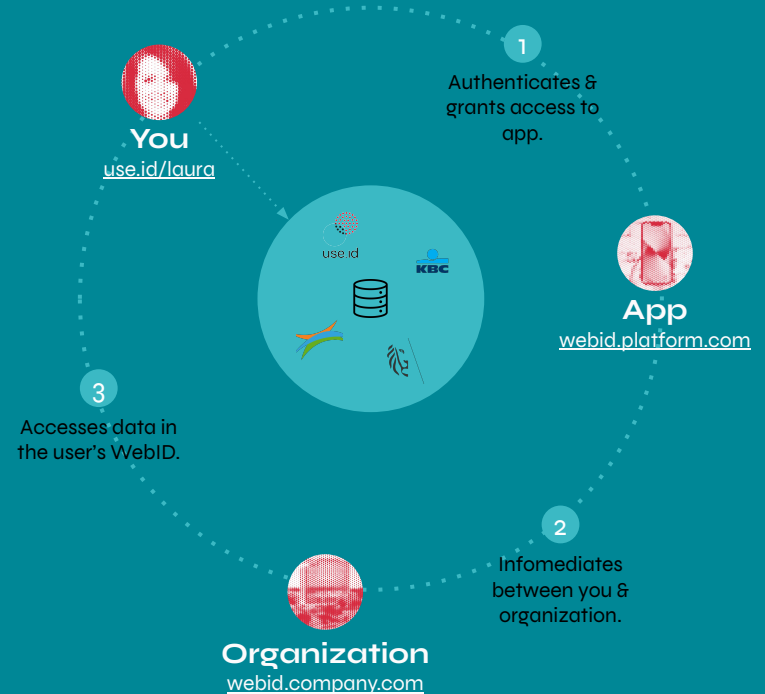 1
Authenticates &
grants access to
app.
You
use.id/laura
use.id
KBC
App
webid.platform.com
3
Accesses data in
the user's WebID.
2
Infomediates
between you &
organization.
Organization
webid.company.com